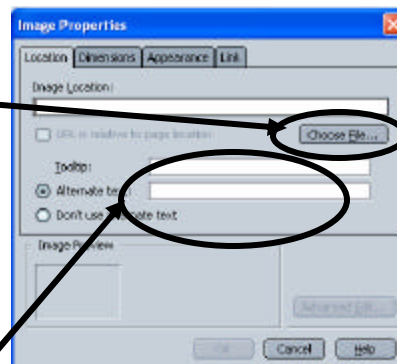 Image Properties
Location Dimensions Appearance Link
Image Location:
URL is relative to page location
Choose File...
Tooltip:
Alternate text:
Don't use alternate text
Image Preview
Advanced Edit...
OK Cancel Help